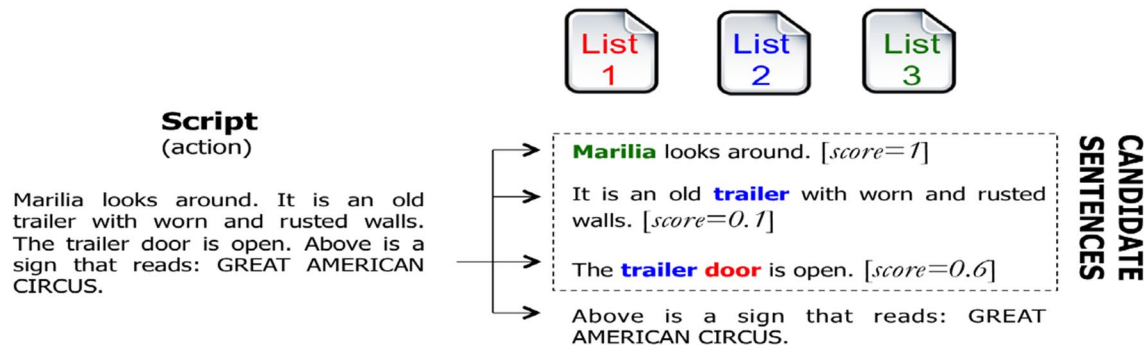 List 1
List 2
List 3
Script
(action)
Marilia looks around. It is an old
trailer with worn and rusted walls.
The trailer door is open. Above is a
sign that reads: GREAT AMERICAN
CIRCUS.
Marilia looks around. [score=1]
It is an old trailer with worn and rusted
walls. [score=0.1]
The trailer door is open. [score=0.6]
Above is a sign that reads: GREAT
AMERICAN CIRCUS.
CANDIDATE
SENTENCES